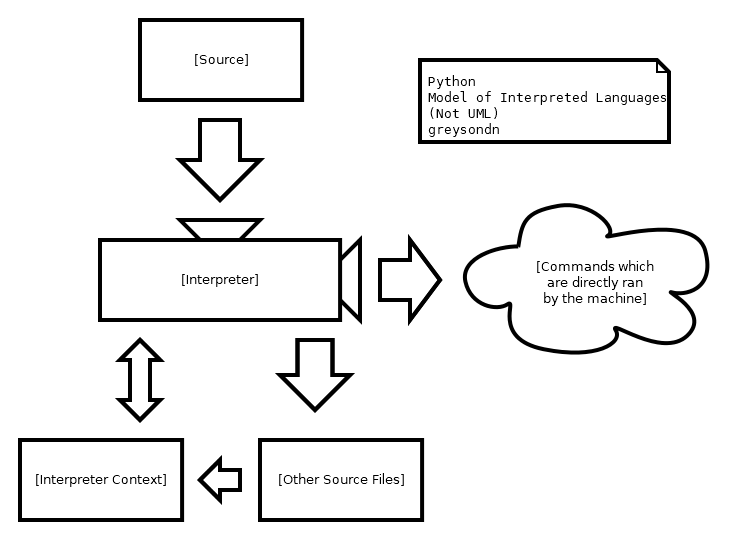 [Source]
Python
Model of Interpreted Languages
(Not UML)
greysondn
[Interpreter]
[Commands which
are directly ran
by the machine]
[Interpreter Context]
[Other Source Files]